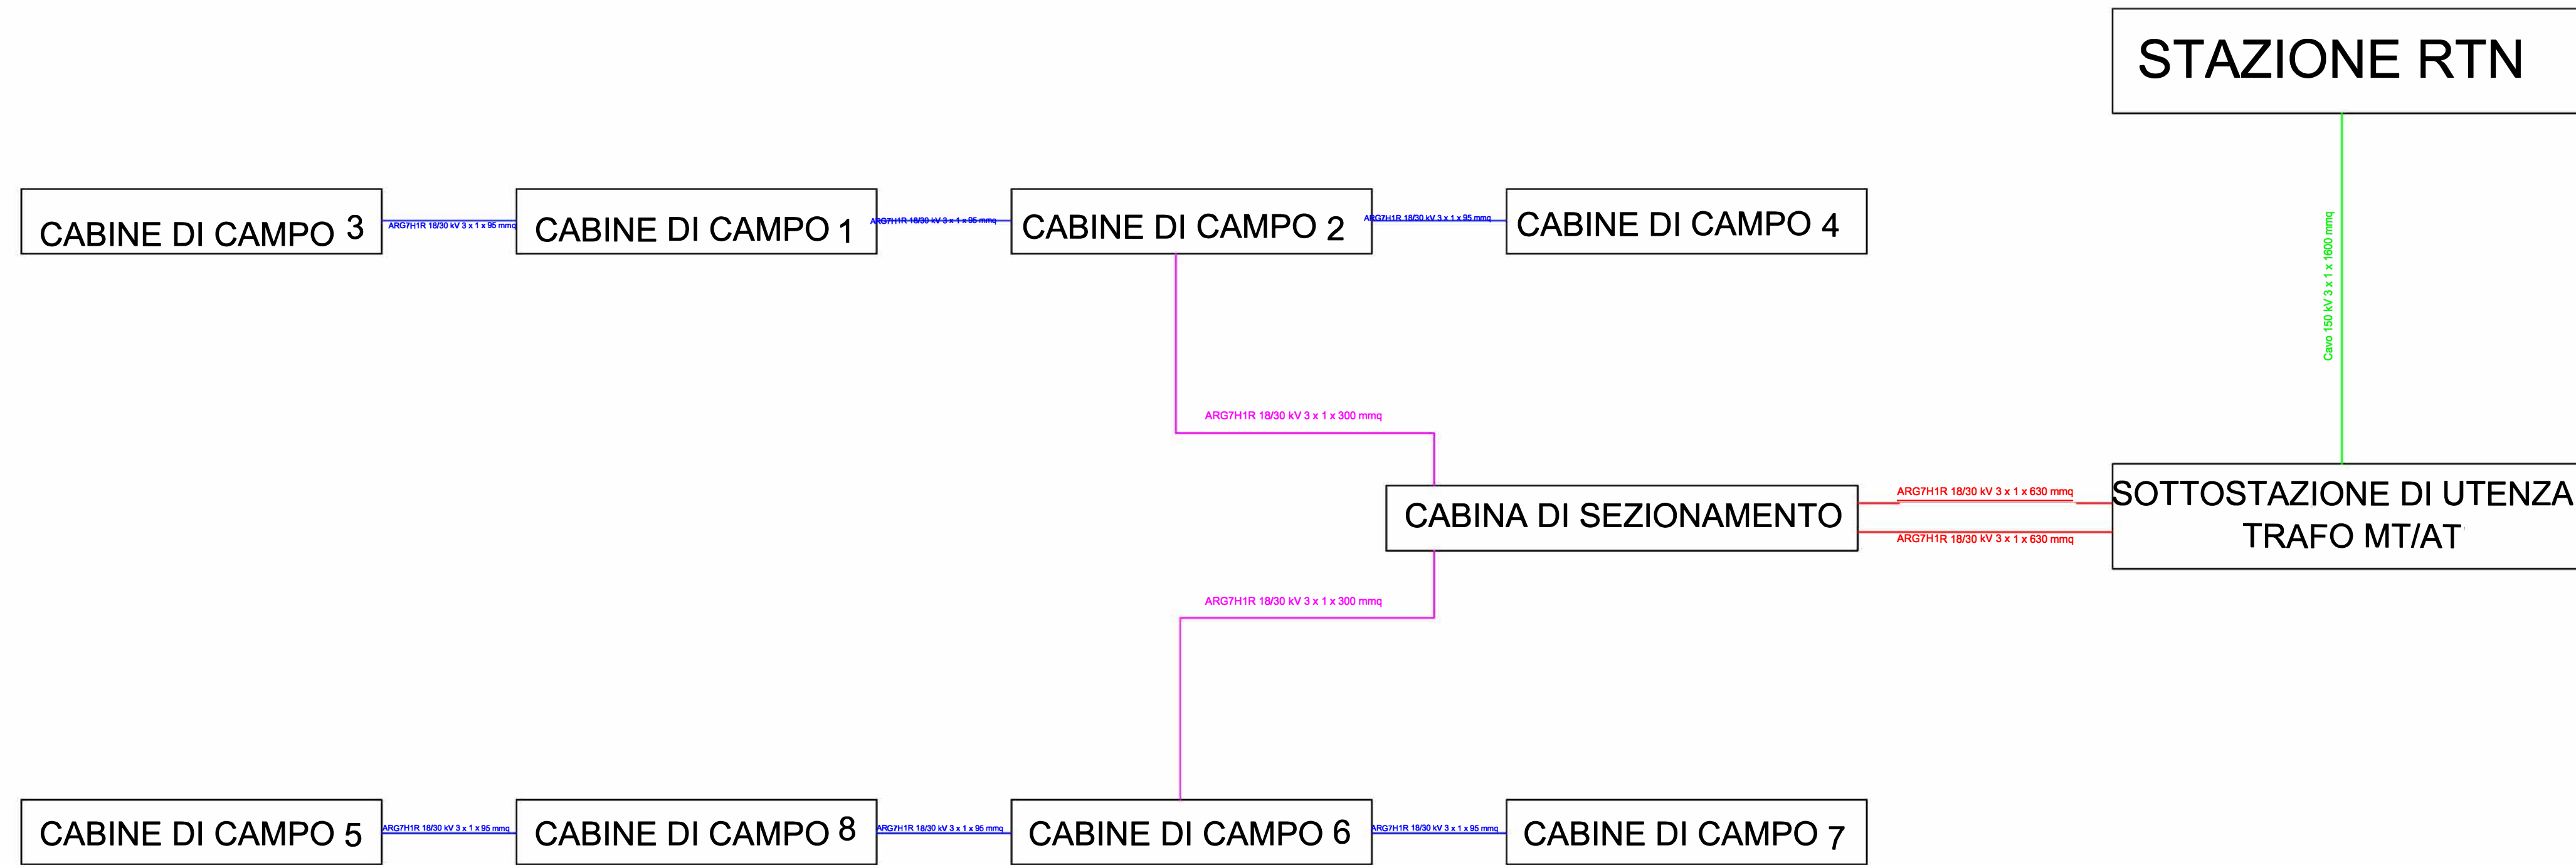 STAZIONE RTN
CABINE DI CAMPO 3
ARG7H1R 18/30 kV 3 x 1 x 95 mmq
CABINE DI CAMPO 1
ARG7H1R 18/30 kV 3 x 1 x 95 mmq
CABINE DI CAMPO 2
ARG7H1R 18/30 kV 3 x 1 x 95 mmq
CABINE DI CAMPO 4
Cavo 150 kV 3 x 1 x 1600 mmq
ARG7H1R 18/30 kV 3 x 1 x 300 mmq
CABINA DI SEZIONAMENTO
ARG7H1R 18/30 kV 3 x 1 x 630 mmq
ARG7H1R 18/30 kV 3 x 1 x 630 mmq
SOTTOSTAZIONE DI UTENZA
TRAFO MT/AT
ARG7H1R 18/30 kV 3 x 1 x 300 mmq
CABINE DI CAMPO 5
ARG7H1R 18/30 kV 3 x 1 x 95 mmq
CABINE DI CAMPO 8
ARG7H1R 18/30 kV 3 x 1 x 95 mmq
CABINE DI CAMPO 6
ARG7H1R 18/30 kV 3 x 1 x 95 mmq
CABINE DI CAMPO 7